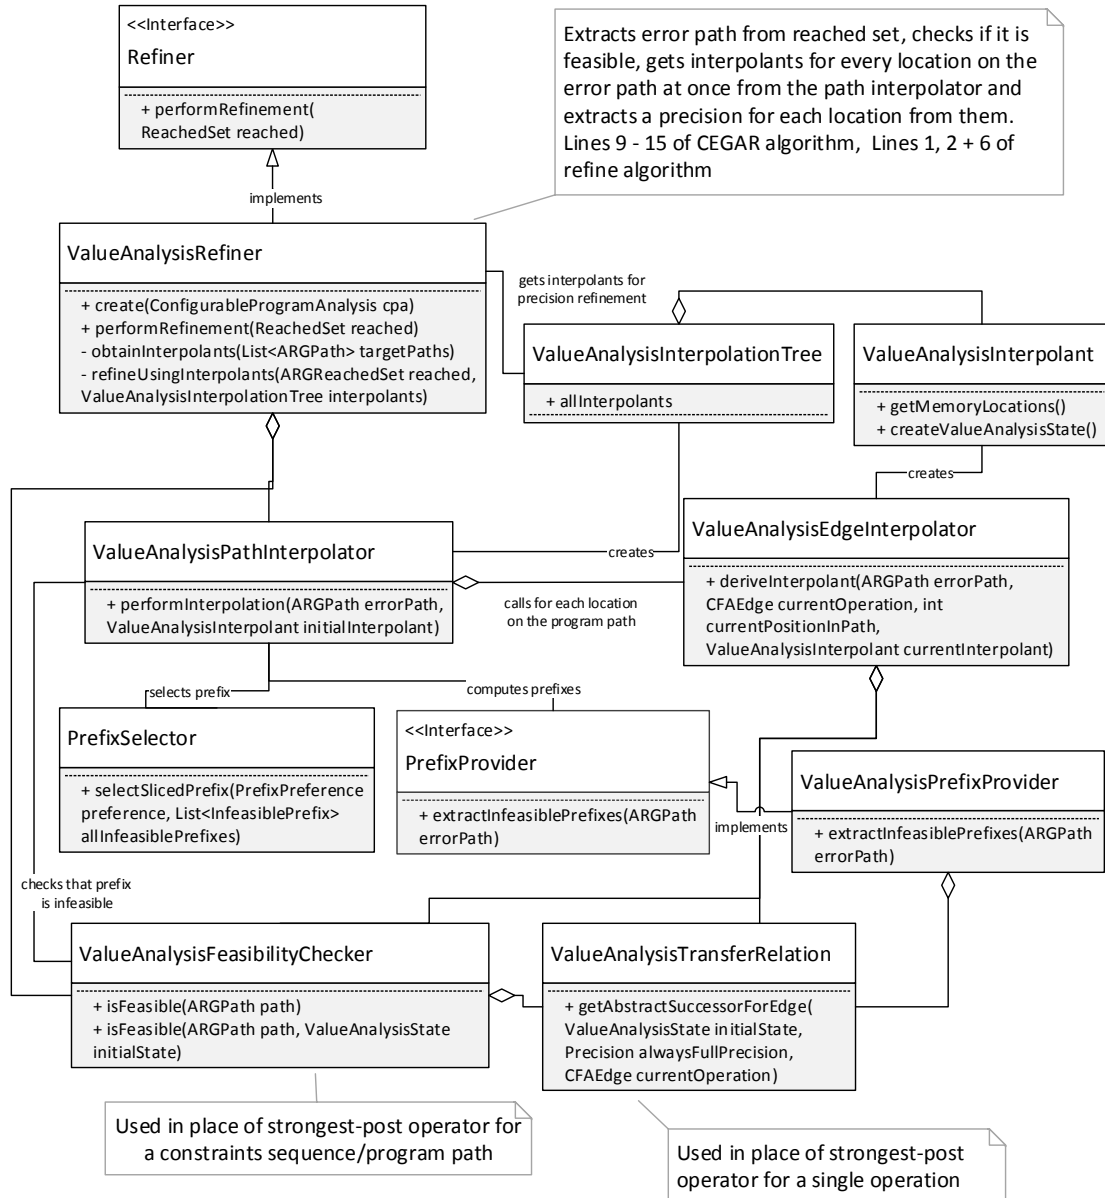 <<Interface>>
Refiner
+ performRefinement(
ReachedSet reached)
Extracts error path from reached set, checks if it is
feasible, gets interpolants for every location on the
error path at once from the path interpolator and
extracts a precision for each location from them.
Lines 9 - 15 of CEGAR algorithm, Lines 1, 2 + 6 of
refine algorithm
implements
ValueAnalysisRefiner
+ create(ConfigurableProgramAnalysis cpa)
+ performRefinement(ReachedSet reached)
- obtainInterpolants(List<ARGPath> targetPaths)
- refineUsingInterpolants(ARGReachedSet reached,
ValueAnalysisInterpolationTree interpolants)
gets interpolants for
precision refinement
ValueAnalysisInterpolationTree
+ allInterpolants
ValueAnalysisInterpolant
+ getMemoryLocations()
+ createValueAnalysisState()
creates
ValueAnalysisPathInterpolator
+ performInterpolation(ARGPath errorPath,
ValueAnalysisInterpolant initialInterpolant)
creates
calls for each location
on the program path
ValueAnalysisEdgeInterpolator
+ deriveInterpolant(ARGPath errorPath,
CFAEdge currentOperation, int
currentPositionInPath,
ValueAnalysisInterpolant currentInterpolant)
selects prefix
computes prefixes
PrefixSelector
+ selectSlicedPrefix(PrefixPreference
preference, List<InfeasiblePrefix>
allInfeasiblePrefixes)
<<Interface>>
PrefixProvider
+ extractInfeasiblePrefixes(ARGPath
errorPath)
implements
ValueAnalysisPrefixProvider
+ extractInfeasiblePrefixes(ARGPath
errorPath)
checks that prefix
is infeasible
ValueAnalysisFeasibilityChecker
+ isFeasible(ARGPath path)
+ isFeasible(ARGPath path, ValueAnalysisState
initialState)
ValueAnalysisTransferRelation
+ getAbstractSuccessorForEdge(
ValueAnalysisState initialState,
Precision alwaysFullPrecision,
CFAEdge currentOperation)
Used in place of strongest-post operator for
a constraints sequence/program path
Used in place of strongest-post
operator for a single operation